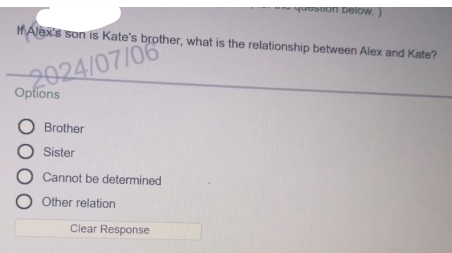 question below. )
If Alex's son is Kate's brother, what is the relationship between Alex and Kate?
2024/07/06
Options
Brother
Sister
Cannot be determined
Other relation
Clear Response